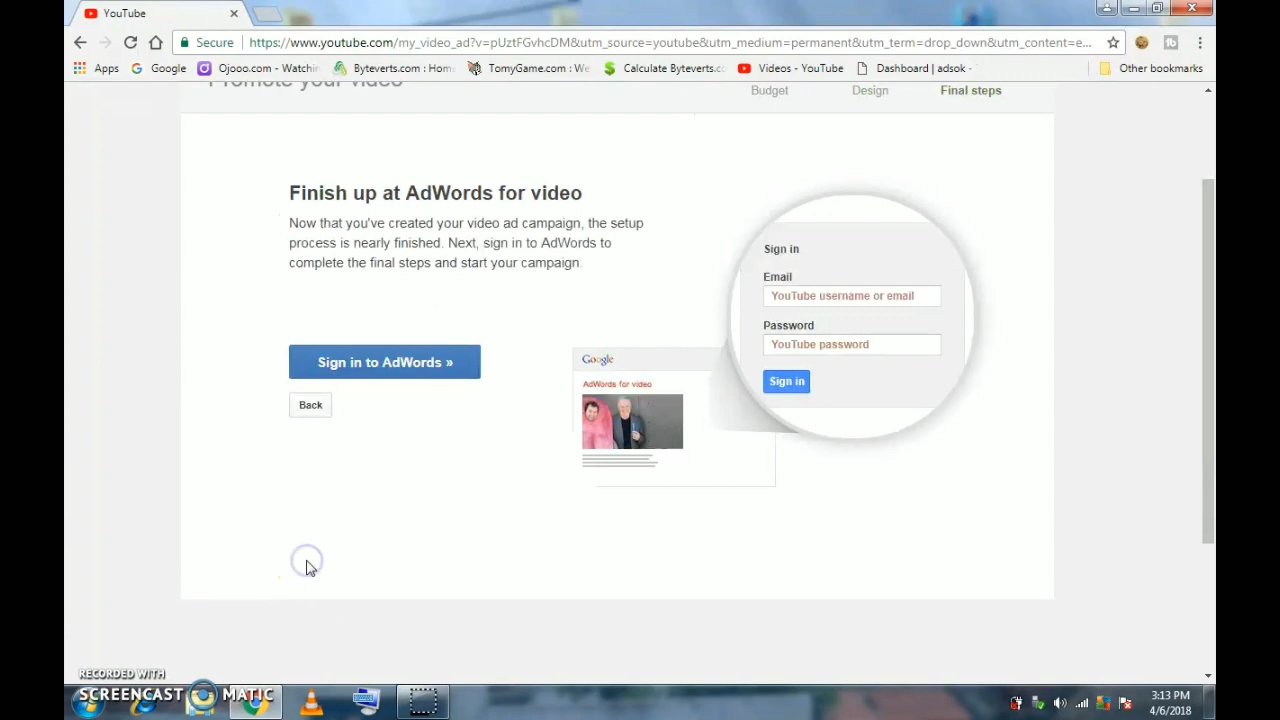 YouTube
Secure
https://www.youtube.com/my_video_ad?v=pUztFGvhcDM&utm_source=youtube&utm_medium=permanent&utm_term=drop_down&utm_content=e...
Apps
Google
Ojooo.com - Watchin
Byteverts.com : Hom
TomyGame.com : We
Calculate Byteverts.co
Videos - YouTube
Dashboard | adsok -
Other bookmarks
Promote your video
Budget
Design
Final steps
Finish up at AdWords for video
Now that you've created your video ad campaign, the setup
process is nearly finished. Next, sign in to AdWords to
complete the final steps and start your campaign.
Sign in
Email
YouTube username or email
Password
YouTube password
Sign in
Sign in to AdWords »
Back
Google
AdWords for video
RECORDED WITH
SCREENCAST MATIC
3:13 PM
4/6/2018